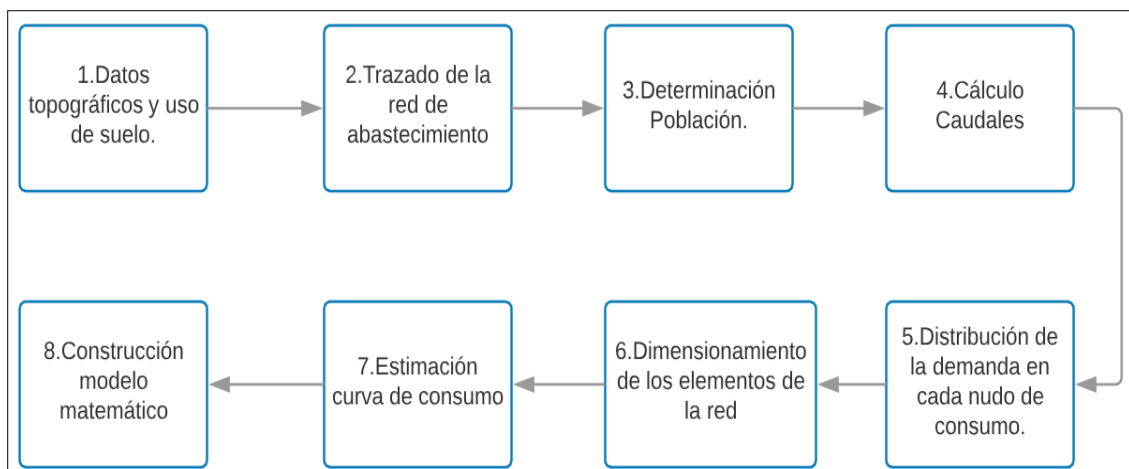 1.Datos
topográficos y uso
de suelo.
2.Trazado de la
red de
abastecimiento
3.Determinación
Población.
4.Cálculo
Caudales
5.Distribución de
la demanda en
cada nudo de
consumo.
6.Dimensionamiento
de los elementos de
la red
7.Estimación
curva de consumo
8.Construcción
modelo
matemático